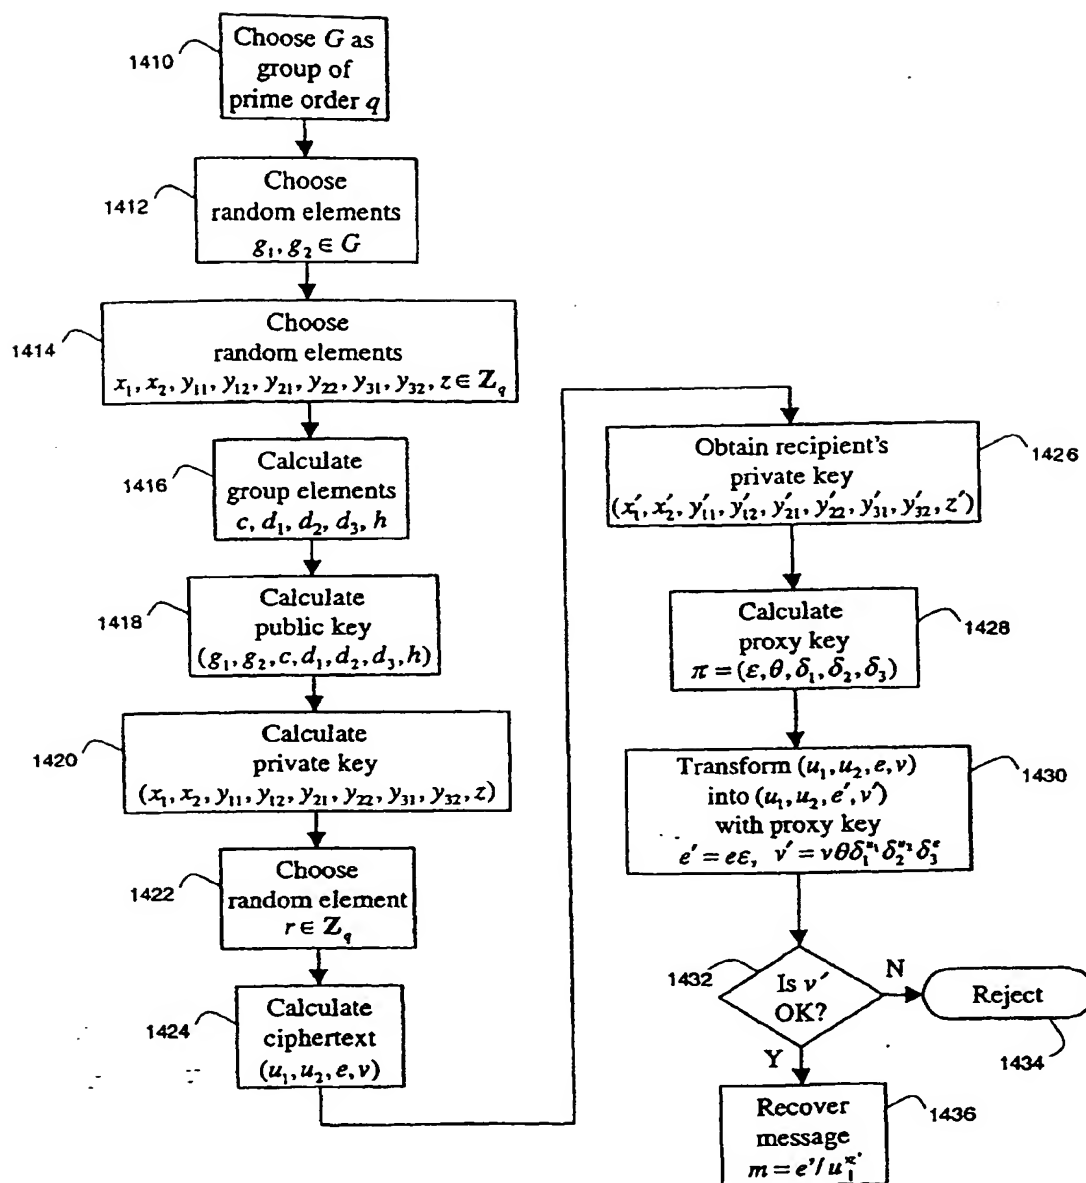 1410
Choose G as
group of
prime order q
1412
Choose
random elements
g₁, g₂ ∈ G
1414
Choose
random elements
x₁, x₂, y₁₁, y₁₂, y₂₁, y₂₂, y₃₁, y₃₂, z ∈ Z_q
1416
Calculate
group elements
c, d₁, d₂, d₃, h
1418
Calculate
public key
(g₁, g₂, c, d₁, d₂, d₃, h)
1420
Calculate
private key
(x₁, x₂, y₁₁, y₁₂, y₂₁, y₂₂, y₃₁, y₃₂, z)
1422
Choose
random element
r ∈ Z_q
1424
Calculate
ciphertext
(u₁, u₂, e, v)
1426
Obtain recipient's
private key
(x′₁, x′₂, y′₁₁, y′₁₂, y′₂₁, y′₂₂, y′₃₁, y′₃₂, z′)
1428
Calculate
proxy key
π = (ε, θ, δ₁, δ₂, δ₃)
1430
Transform (u₁, u₂, e, v)
into (u₁, u₂, e′, v′)
with proxy key
e′ = eε, v′ = vθδ₁^u₁ δ₂^u₂ δ₃^e
1432
Is v′
OK?
N
Reject
1434
Y
1436
Recover
message
m = e′/u₁^z′